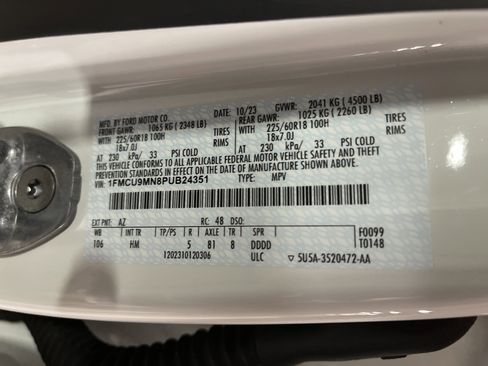 MFD. BY FORD MOTOR CO.
10/23 GVWR: 2041 KG ( 4500 LB)
FRONT GAWR: 1065 KG ( 2348 LB)
REAR GAWR: 1025 KG ( 2260 LB)
225/60R18 100H TIRES
225/60R18 100H TIRES
18x7.0J RIMS
18x7.0J RIMS
AT 230 kPa/ 33 PSI COLD
AT 230 kPa/ 33 PSI COLD
THIS VEHICLE CONFORMS TO ALL APPLICABLE FEDERAL MOTOR VEHICLE SAFETY AND THEFT
PREVENTION STANDARDS IN EFFECT ON THE DATE OF MANUFACTURE SHOWN ABOVE.
VIN: 1FMCU9MN8PUB24351 TYPE: MPV
EXT PNT: AZ RC: 48 DSO:
WB INT TR TP/PS R AX TR SPR
106 HM 5 81 8 DDDD
F0099
T0148
1202310120306 ULC 5U5A-3520472-AA